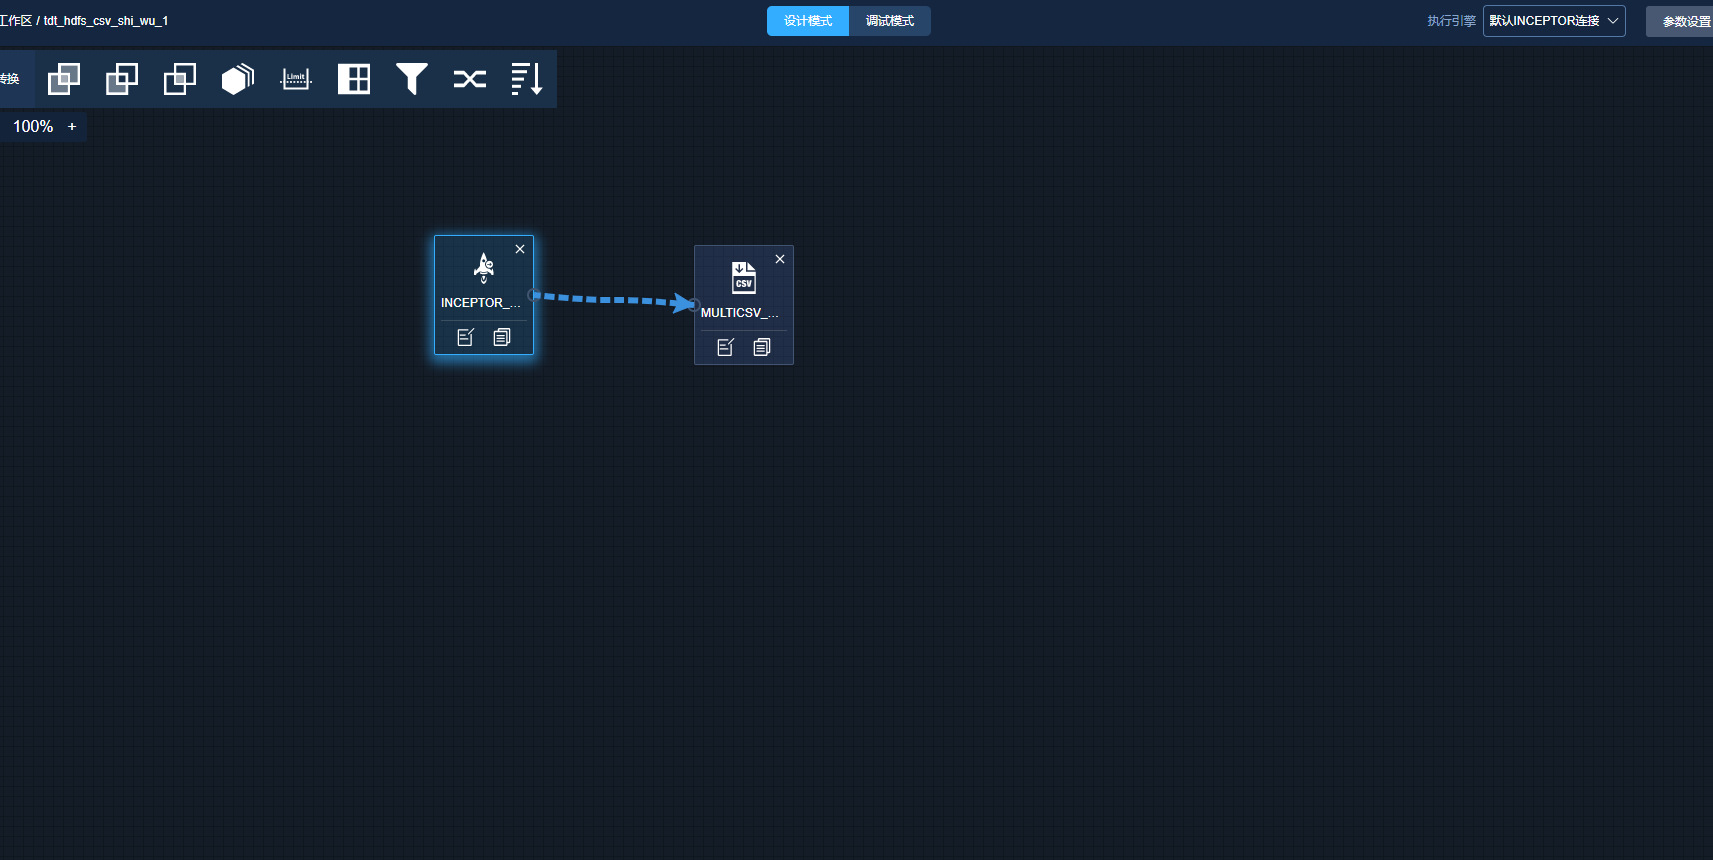 工作区 / tdt_hdfs_csv_shi_wu_1
设计模式
调试模式
执行引擎
默认INCEPTOR连接
参数设置
转换
Limit
100% +
INCEPTOR_...
CSV
MULTICSV_...